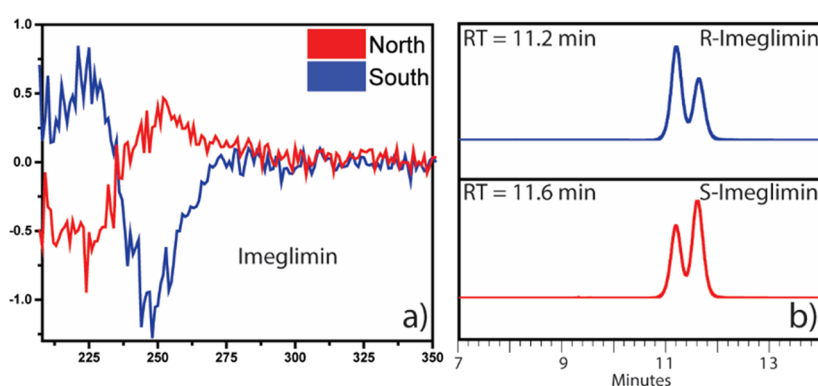 1.0
0.5
0.0
-0.5
-1.0
North
South
Imeglimin
a)
225 250 275 300 325 350
RT = 11.2 min R-Imeglimin
RT = 11.6 min S-Imeglimin
b)
7 9 11 13
Minutes